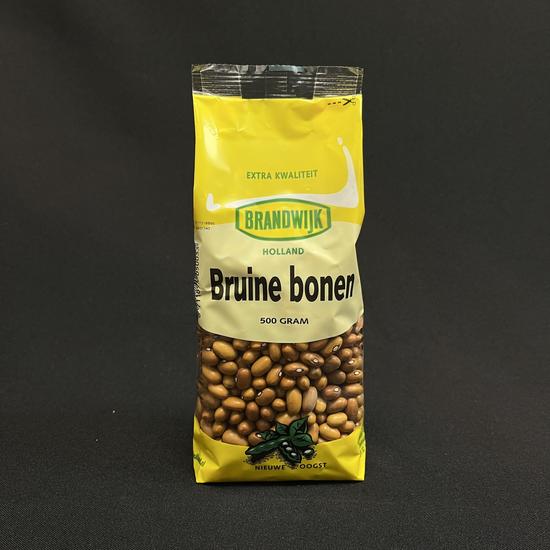 EXTRA KWALITEIT
BRANDWIJK
HOLLAND
Bruine bonen
500 GRAM
NIEUWE OOGST